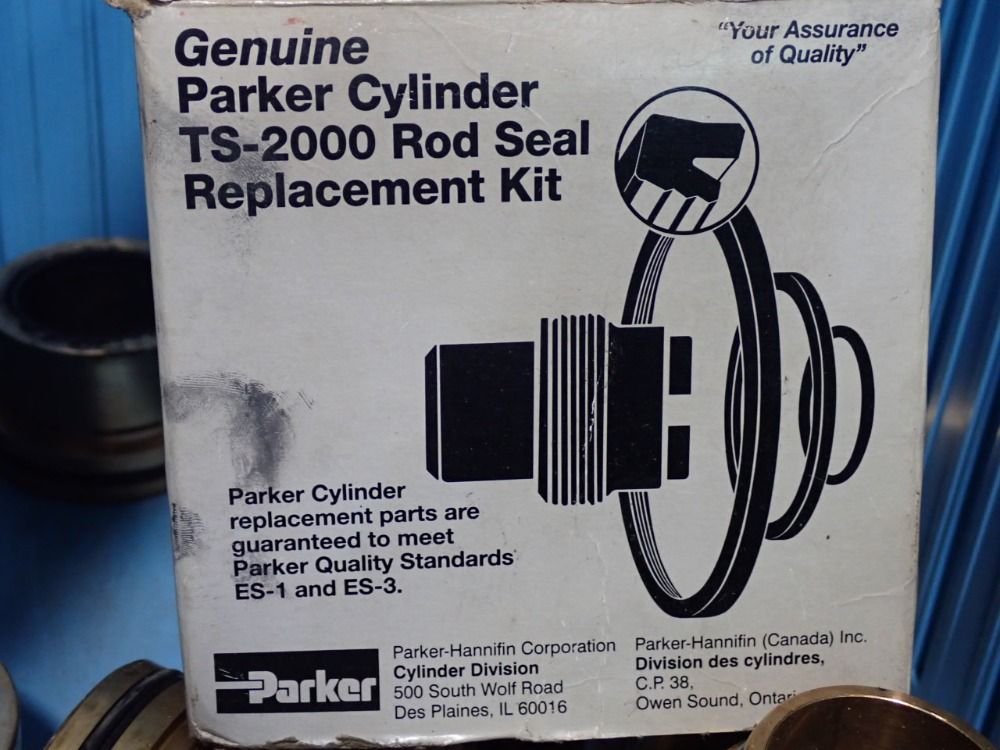 Genuine
Parker Cylinder
TS-2000 Rod Seal
Replacement Kit
“Your Assurance
of Quality”
Parker Cylinder
replacement parts are
guaranteed to meet
Parker Quality Standards
ES-1 and ES-3.
Parker
Parker-Hannifin Corporation
Cylinder Division
500 South Wolf Road
Des Plaines, IL 60016
Parker-Hannifin (Canada) Inc.
Division des cylindres,
C.P. 38,
Owen Sound,